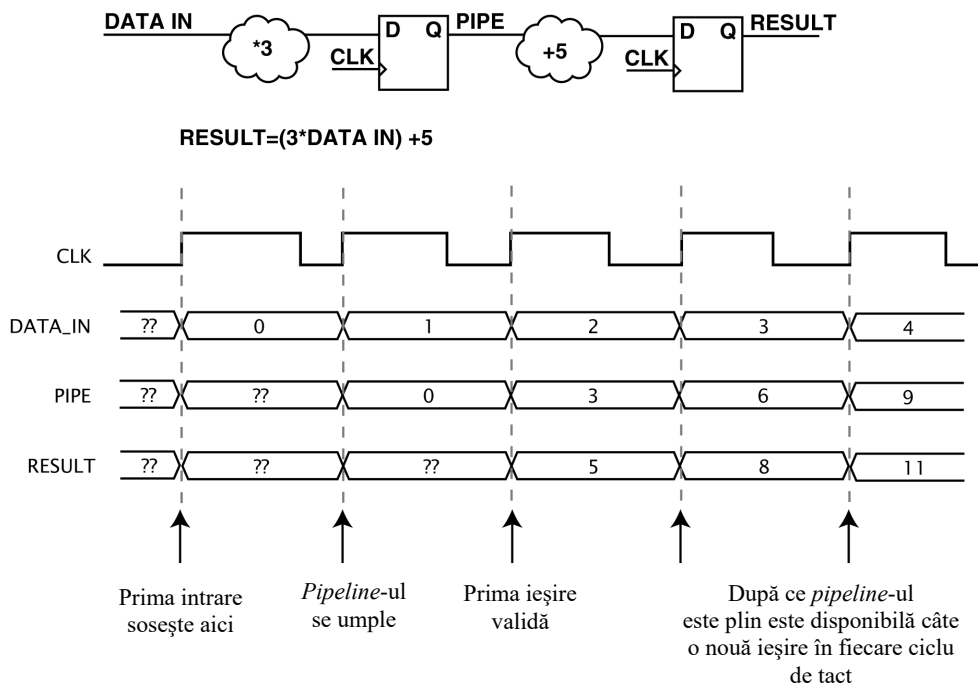 DATA IN *3 D Q PIPE +5 D Q RESULT
CLK CLK
RESULT=(3*DATA IN) +5
CLK
DATA_IN ?? 0 1 2 3 4
PIPE ?? ?? 0 3 6 9
RESULT ?? ?? ?? 5 8 11
Prima intrare
soseşte aici
Pipeline-ul
se umple
Prima ieşire
validă
După ce pipeline-ul
este plin este disponibilă câte
o nouă ieşire în fiecare ciclu
de tact